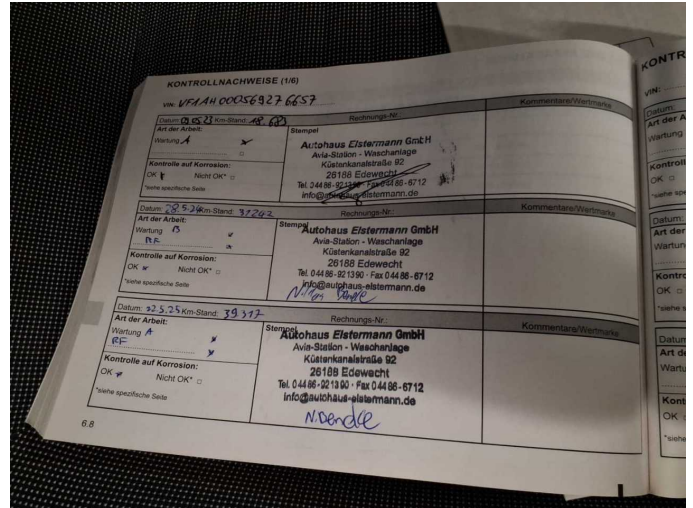 KONTROLLNACHWEISE (1/6)
VIN: VF1AH000569276657
Datum: 09.05.23 Km-Stand: 18.683 Rechnungs-Nr.: Kommentare/Wertmarke
Art der Arbeit: Stempel
Wartung A x
Autohaus Elstermann GmbH
Avia-Station - Waschanlage
Küstenkanalstraße 92
26188 Edewecht
Kontrolle auf Korrosion:
OK Nicht OK* □
Tel. 04486-921390 · Fax 04486-6712
info@autohaus-elstermann.de
*siehe spezifische Seite
Datum: 28.5.24 Km-Stand: 31242 Rechnungs-Nr.: Kommentare/Wertmarke
Art der Arbeit: Stempel
Wartung B x
RF x
Autohaus Elstermann GmbH
Avia-Station - Waschanlage
Küstenkanalstraße 92
26188 Edewecht
Kontrolle auf Korrosion:
OK x Nicht OK* □
Tel. 04486-921390 · Fax 04486-6712
info@autohaus-elstermann.de
*siehe spezifische Seite
Datum: 22.5.25 Km-Stand: 39.317 Rechnungs-Nr.: Kommentare/Wertmarke
Art der Arbeit: Stempel
Wartung A x
RF x
Autohaus Elstermann GmbH
Avia-Station - Waschanlage
Küstenkanalstraße 92
26188 Edewecht
Kontrolle auf Korrosion:
OK x Nicht OK* □
Tel. 04486-921390 · Fax 04486-6712
info@autohaus-elstermann.de
*siehe spezifische Seite
6.8
KONTR
VIN:
Datum:
Art der A
Wartung
Kontroll
OK □
*siehe spe
Datum:
Art der
Wartun
Kontro
OK □
*siehe s
Datun
Art de
Wartu
Kont
OK
*siehe